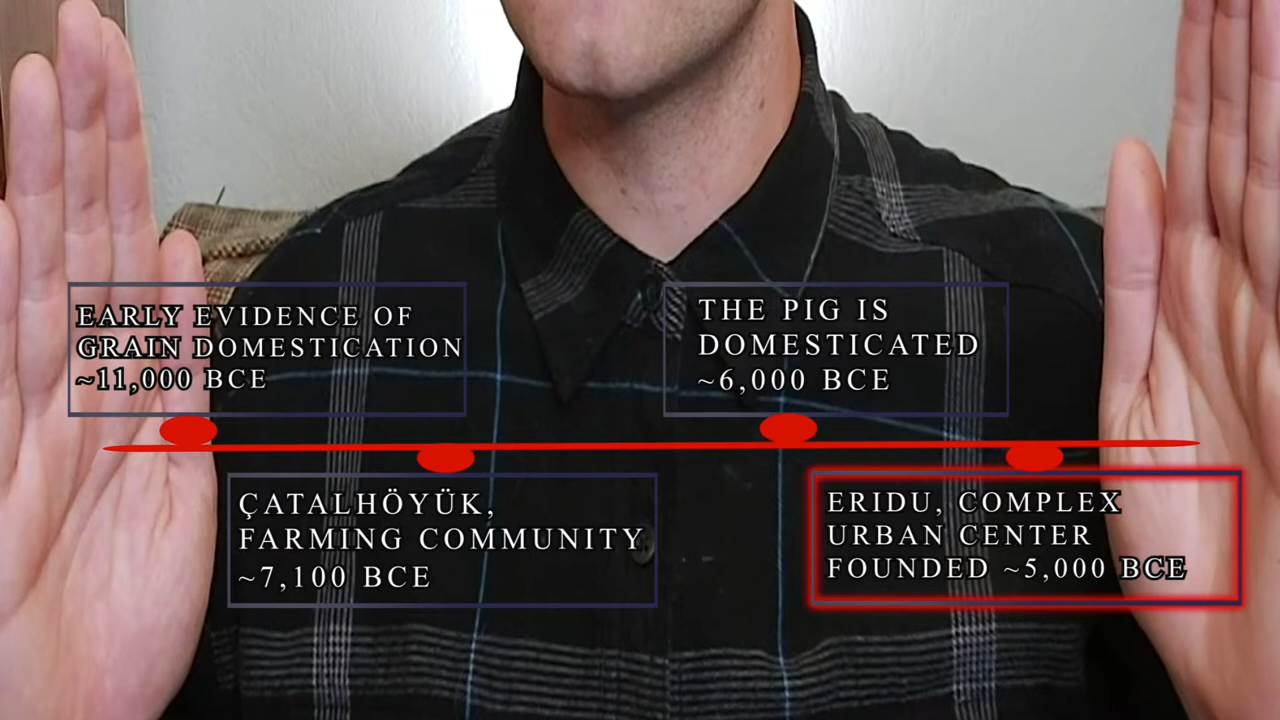 EARLY EVIDENCE OF
GRAIN DOMESTICATION
~11,000 BCE
ÇATALHÖYÜK,
FARMING COMMUNITY
~7,100 BCE
THE PIG IS
DOMESTICATED
~6,000 BCE
ERIDU, COMPLEX
URBAN CENTER
FOUNDED ~5,000 BCE